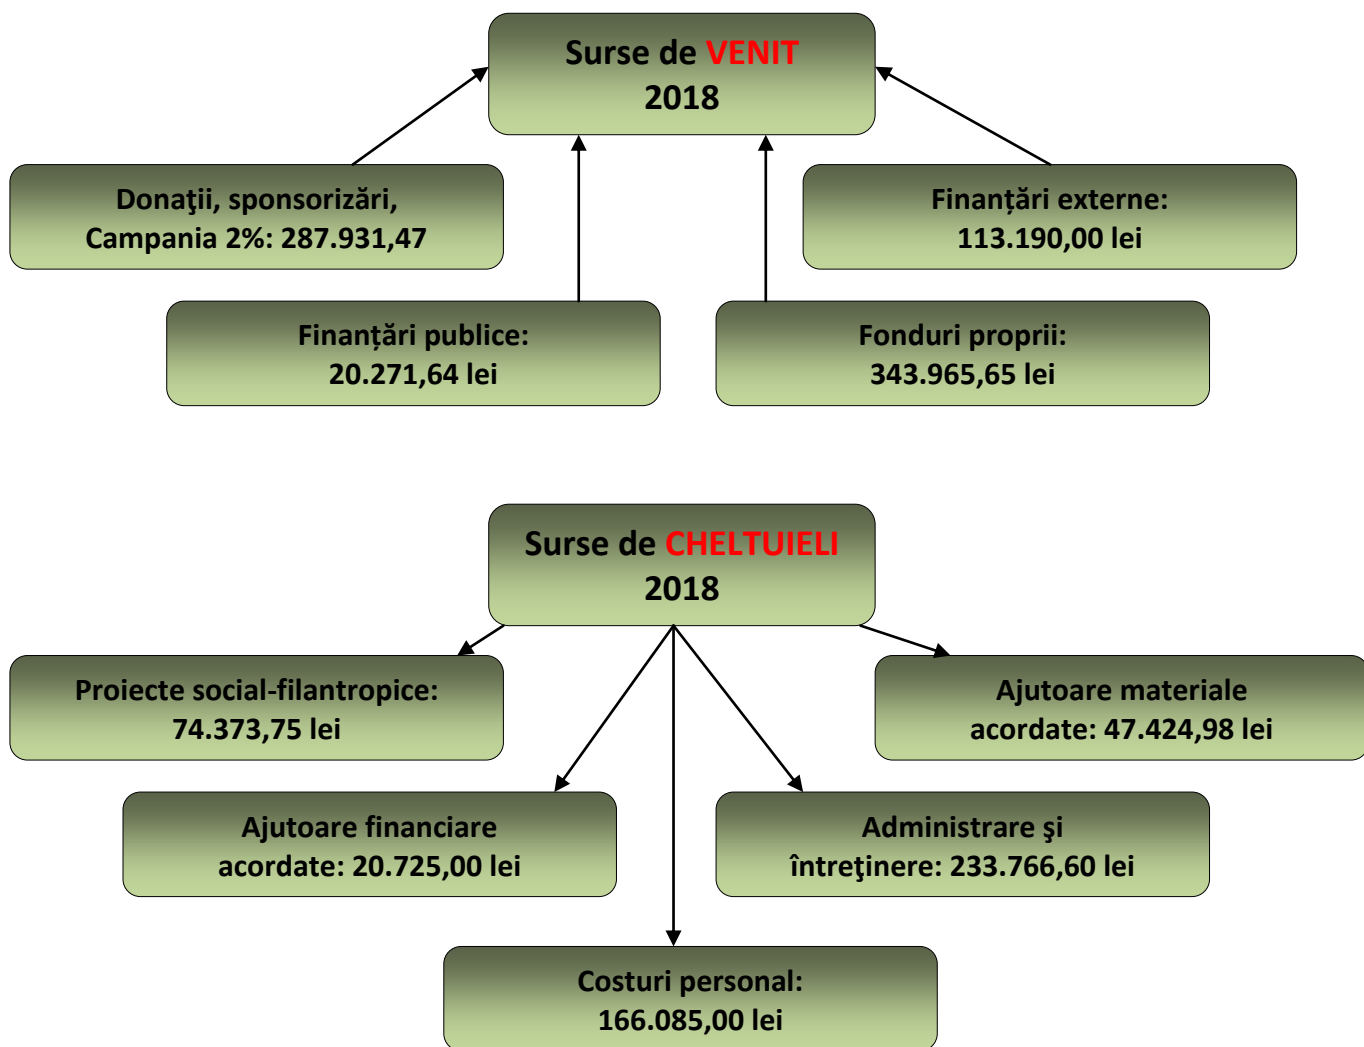 Surse de VENIT
2018
Donaţii, sponsorizări,
Campania 2%: 287.931,47
Finanțări externe:
113.190,00 lei
Finanțări publice:
20.271,64 lei
Fonduri proprii:
343.965,65 lei
Surse de CHELTUIELI
2018
Proiecte social-filantropice:
74.373,75 lei
Ajutoare materiale
acordate: 47.424,98 lei
Ajutoare financiare
acordate: 20.725,00 lei
Administrare şi
întreţinere: 233.766,60 lei
Costuri personal:
166.085,00 lei